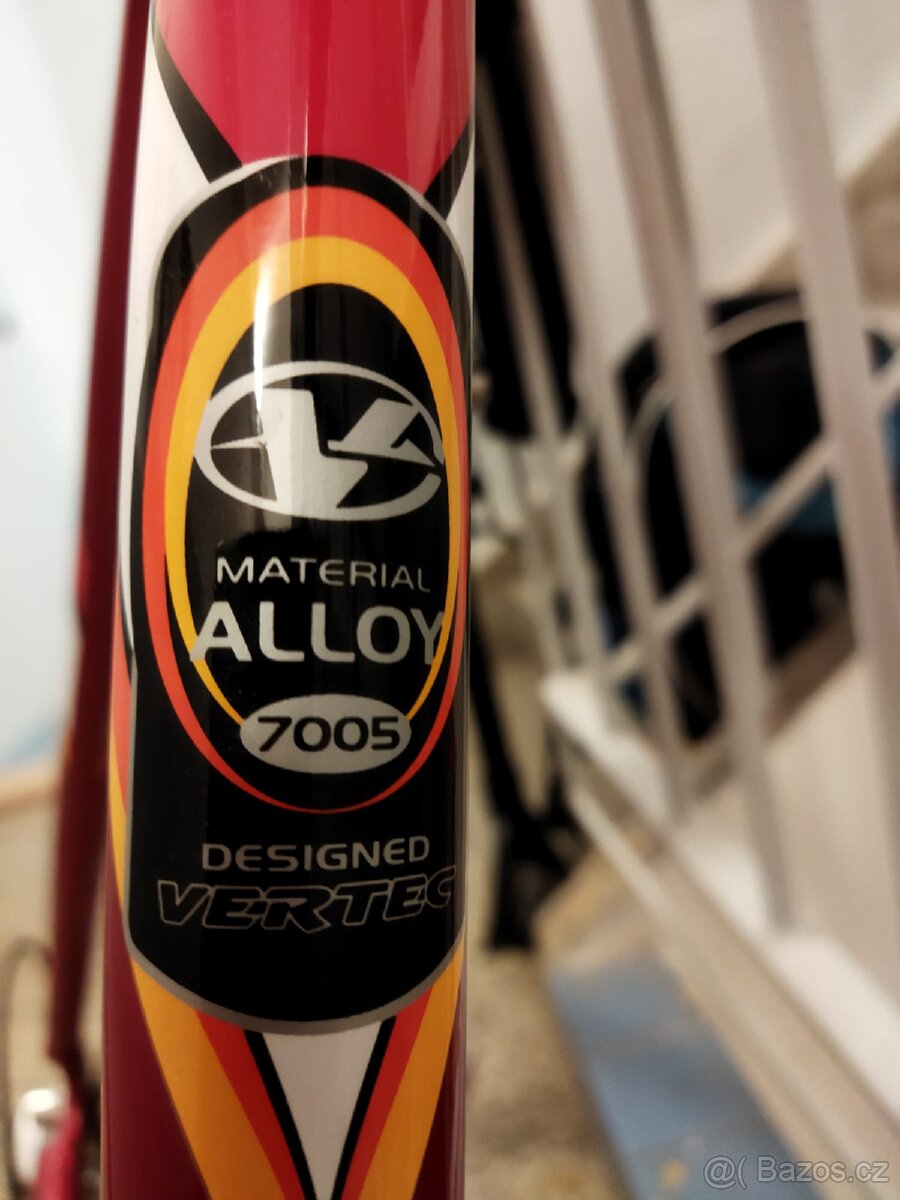 MATERIAL
ALLOY
7005
DESIGNED
VERTEC
@( Bazos.cz